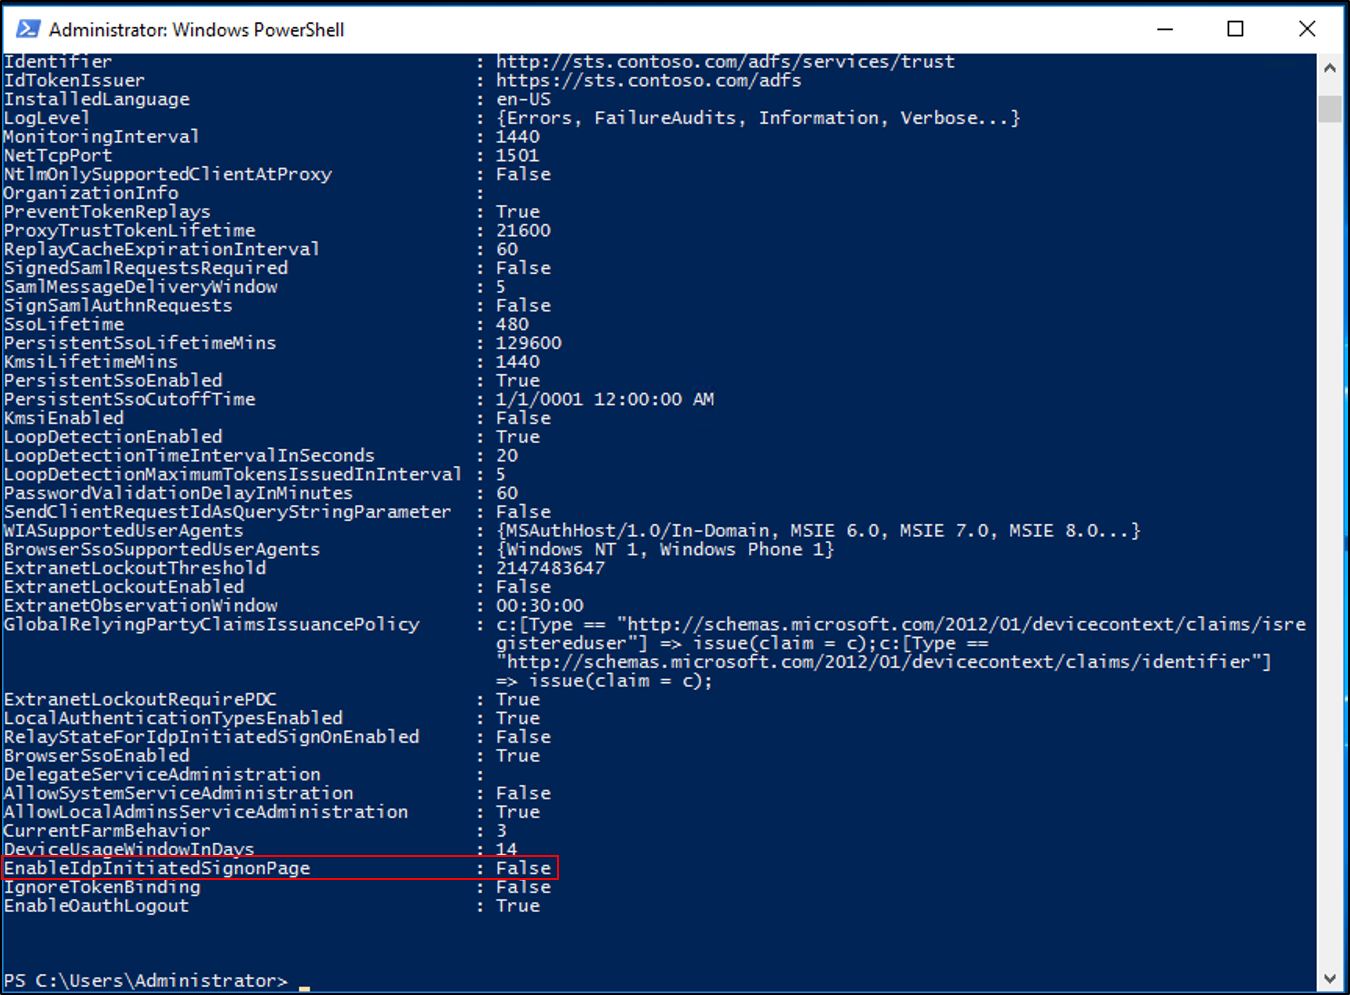 Administrator: Windows PowerShell
Identifier : http://sts.contoso.com/adfs/services/trust
IdTokenIssuer : https://sts.contoso.com/adfs
InstalledLanguage : en-US
LogLevel : {Errors, FailureAudits, Information, Verbose...}
MonitoringInterval : 1440
NetTcpPort : 1501
NtlmOnlySupportedClientAtProxy : False
OrganizationInfo :
PreventTokenReplays : True
ProxyTrustTokenLifetime : 21600
ReplayCacheExpirationInterval : 60
SignedSamlRequestsRequired : False
SamlMessageDeliveryWindow : 5
SignSamlAuthnRequests : False
SsoLifetime : 480
PersistentSsoLifetimeMins : 129600
KmsiLifetimeMins : 1440
PersistentSsoEnabled : True
PersistentSsoCutoffTime : 1/1/0001 12:00:00 AM
KmsiEnabled : False
LoopDetectionEnabled : True
LoopDetectionTimeIntervalInSeconds : 20
LoopDetectionMaximumTokensIssuedInInterval : 5
PasswordValidationDelayInMinutes : 60
SendClientRequestIdAsQueryStringParameter : False
WIASupportedUserAgents : {MSAuthHost/1.0/In-Domain, MSIE 6.0, MSIE 7.0, MSIE 8.0...}
BrowserSsoSupportedUserAgents : {Windows NT 1, Windows Phone 1}
ExtranetLockoutThreshold : 2147483647
ExtranetLockoutEnabled : False
ExtranetObservationWindow : 00:30:00
GlobalRelyingPartyClaimsIssuancePolicy : c:[Type == "http://schemas.microsoft.com/2012/01/devicecontext/claims/isre
gistereduser"] => issue(claim = c);c:[Type ==
"http://schemas.microsoft.com/2012/01/devicecontext/claims/identifier"]
=> issue(claim = c);
ExtranetLockoutRequirePDC : True
LocalAuthenticationTypesEnabled : True
RelayStateForIdpInitiatedSignOnEnabled : False
BrowserSsoEnabled : True
DelegateServiceAdministration :
AllowSystemServiceAdministration : False
AllowLocalAdminsServiceAdministration : True
CurrentFarmBehavior : 3
DeviceUsageWindowInDays : 14
EnableIdpInitiatedSignonPage : False
IgnoreTokenBinding : False
EnableOauthLogout : True
PS C:\Users\Administrator> _